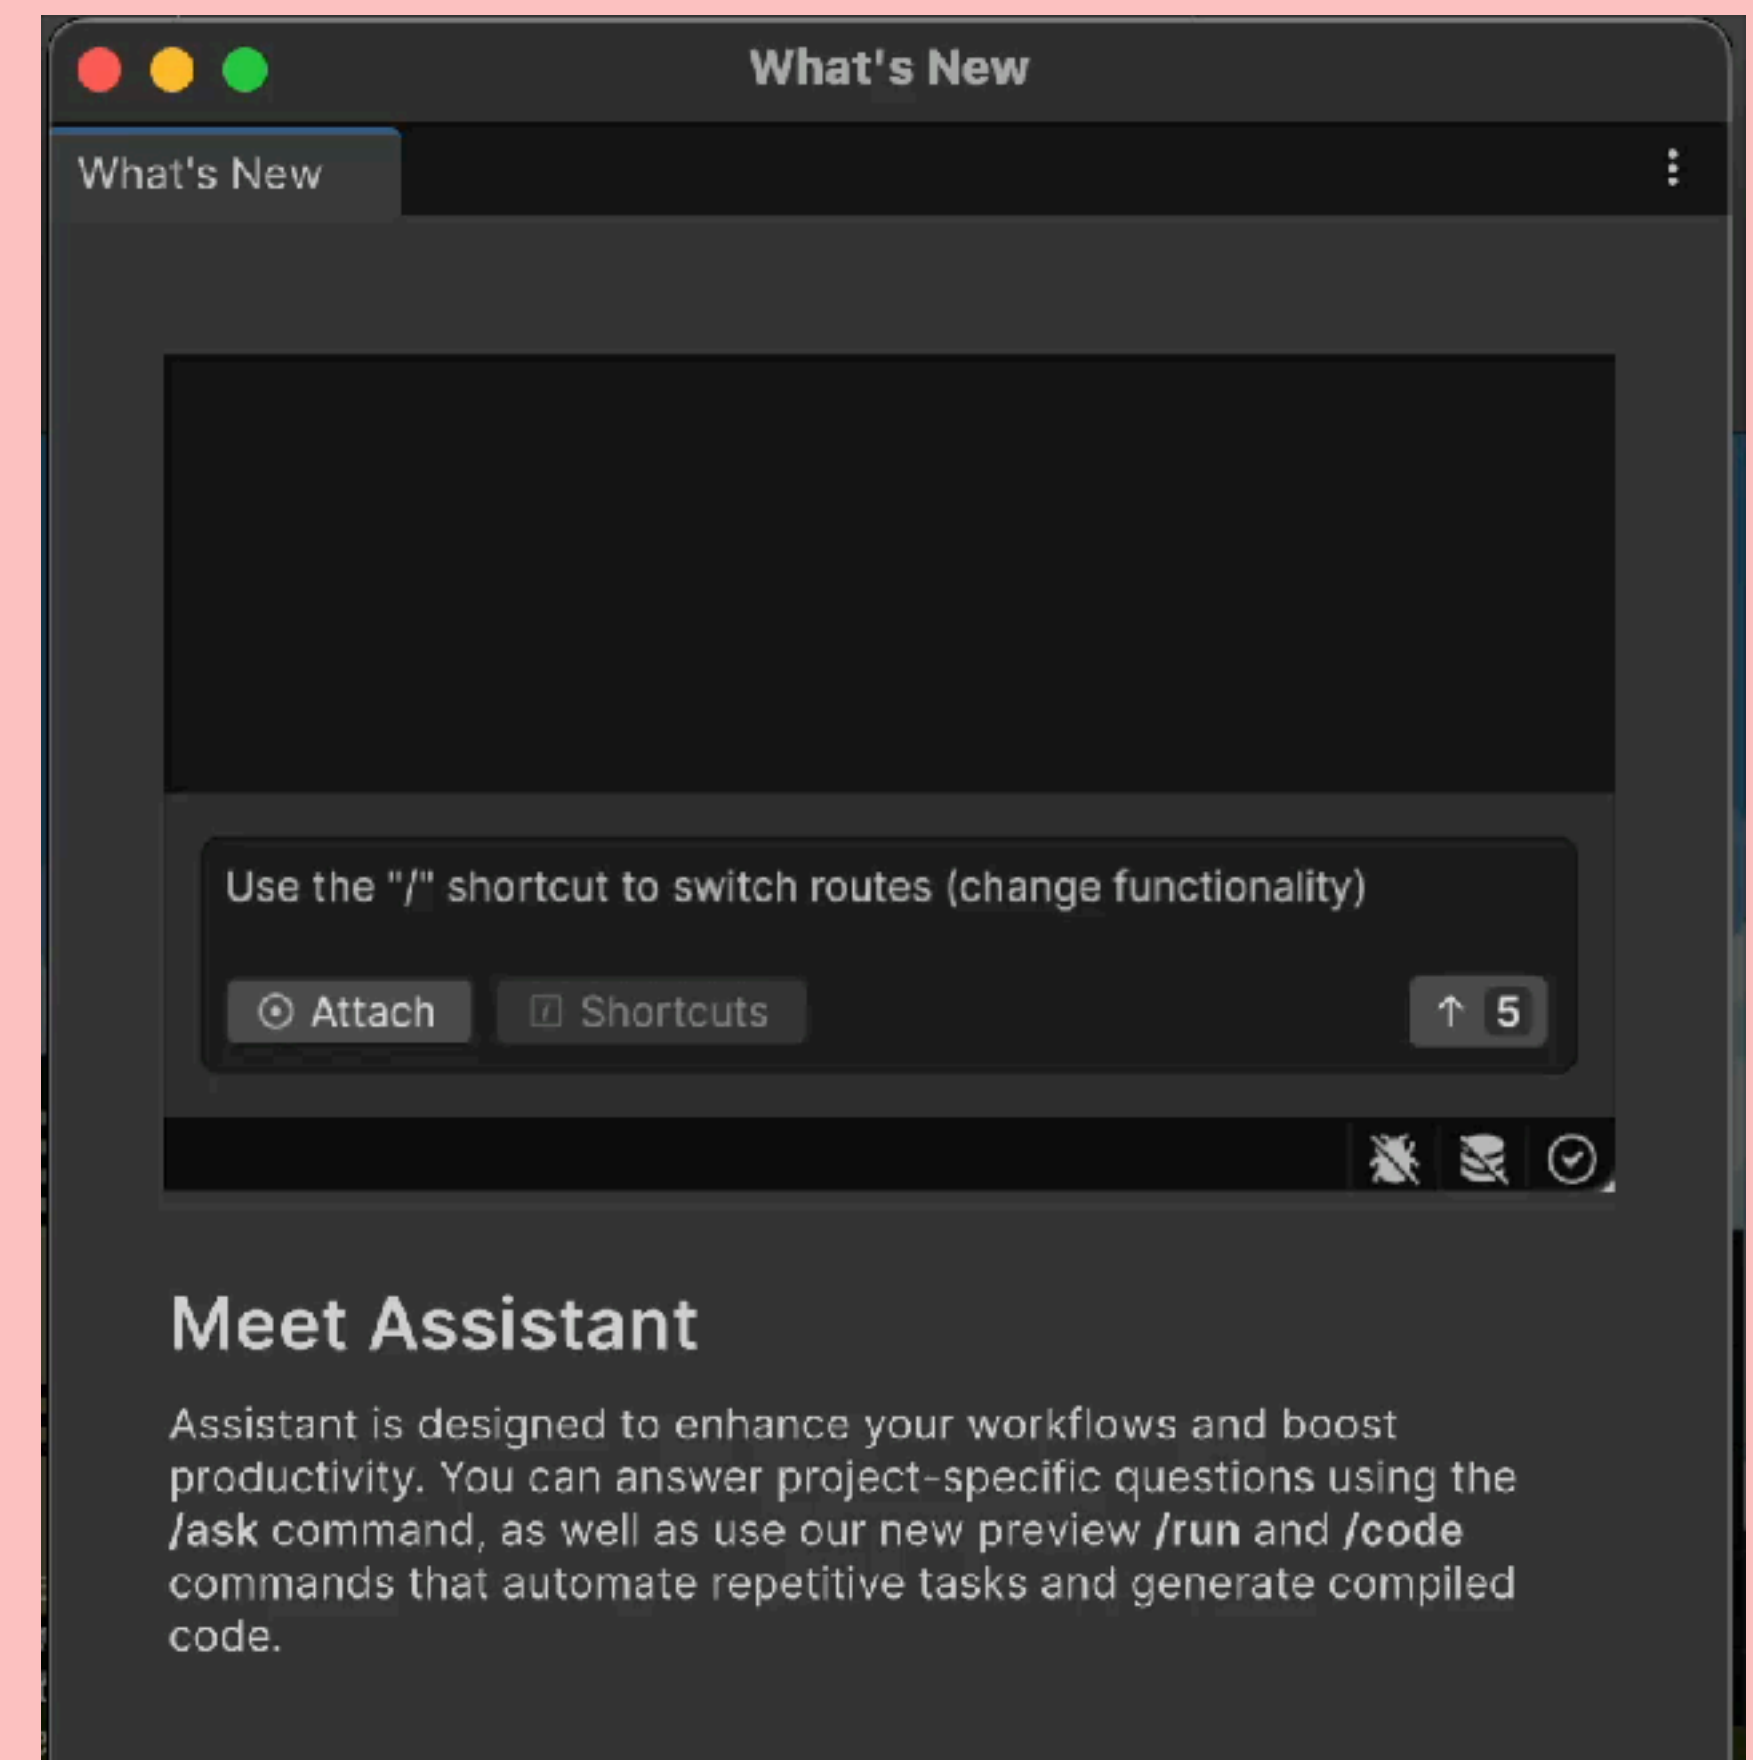 What's New
What's New
Use the "/" shortcut to switch routes (change functionality)
Attach
Shortcuts
5
Meet Assistant
Assistant is designed to enhance your workflows and boost
productivity. You can answer project-specific questions using the
/ask command, as well as use our new preview /run and /code
commands that automate repetitive tasks and generate compiled
code.